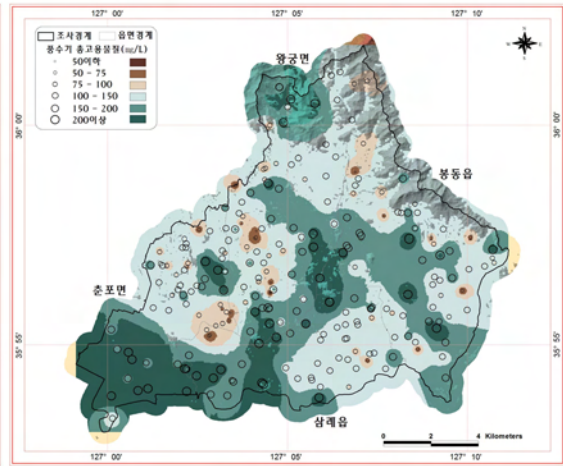 127° 00' 127° 05' 127° 10'
조사경계 읍면경계
풍수기 총고용물질(mg/L)
50이하
50 - 75
75 - 100
100 - 150
150 - 200
200이상
왕궁면
봉동읍
춘포면
삼례읍
36° 00' 36° 00'
35° 55' 35° 55'
0 2 4 Kilometers
127° 00' 127° 05' 127° 10'